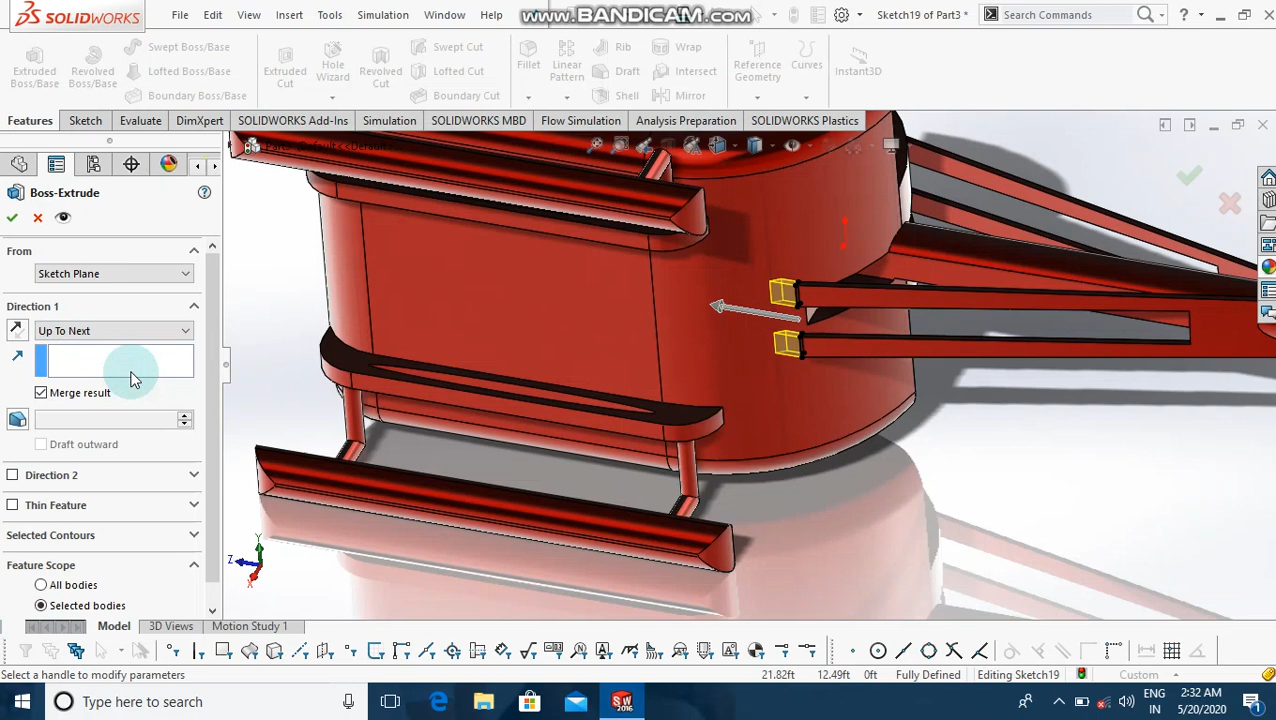 SOLIDWORKS
File
Edit
View
Insert
Tools
Simulation
Window
Help
www.BANDICAM.com
Sketch19 of Part3 *
Search Commands
Extruded Boss/Base
Revolved Boss/Base
Swept Boss/Base
Lofted Boss/Base
Boundary Boss/Base
Extruded Cut
Hole Wizard
Revolved Cut
Swept Cut
Lofted Cut
Boundary Cut
Fillet
Linear Pattern
Rib
Draft
Shell
Wrap
Intersect
Mirror
Reference Geometry
Curves
Instant3D
Features
Sketch
Evaluate
DimXpert
SOLIDWORKS Add-Ins
Simulation
SOLIDWORKS MBD
Flow Simulation
Analysis Preparation
SOLIDWORKS Plastics
Boss-Extrude
From
Sketch Plane
Direction 1
Up To Next
Merge result
Draft outward
Direction 2
Thin Feature
Selected Contours
Feature Scope
All bodies
Selected bodies
Y
Z
X
Model
3D Views
Motion Study 1
Select a handle to modify parameters
21.82ft
12.49ft
0ft
Fully Defined
Editing Sketch19
Custom
Type here to search
ENG
IN
2:32 AM
5/20/2020